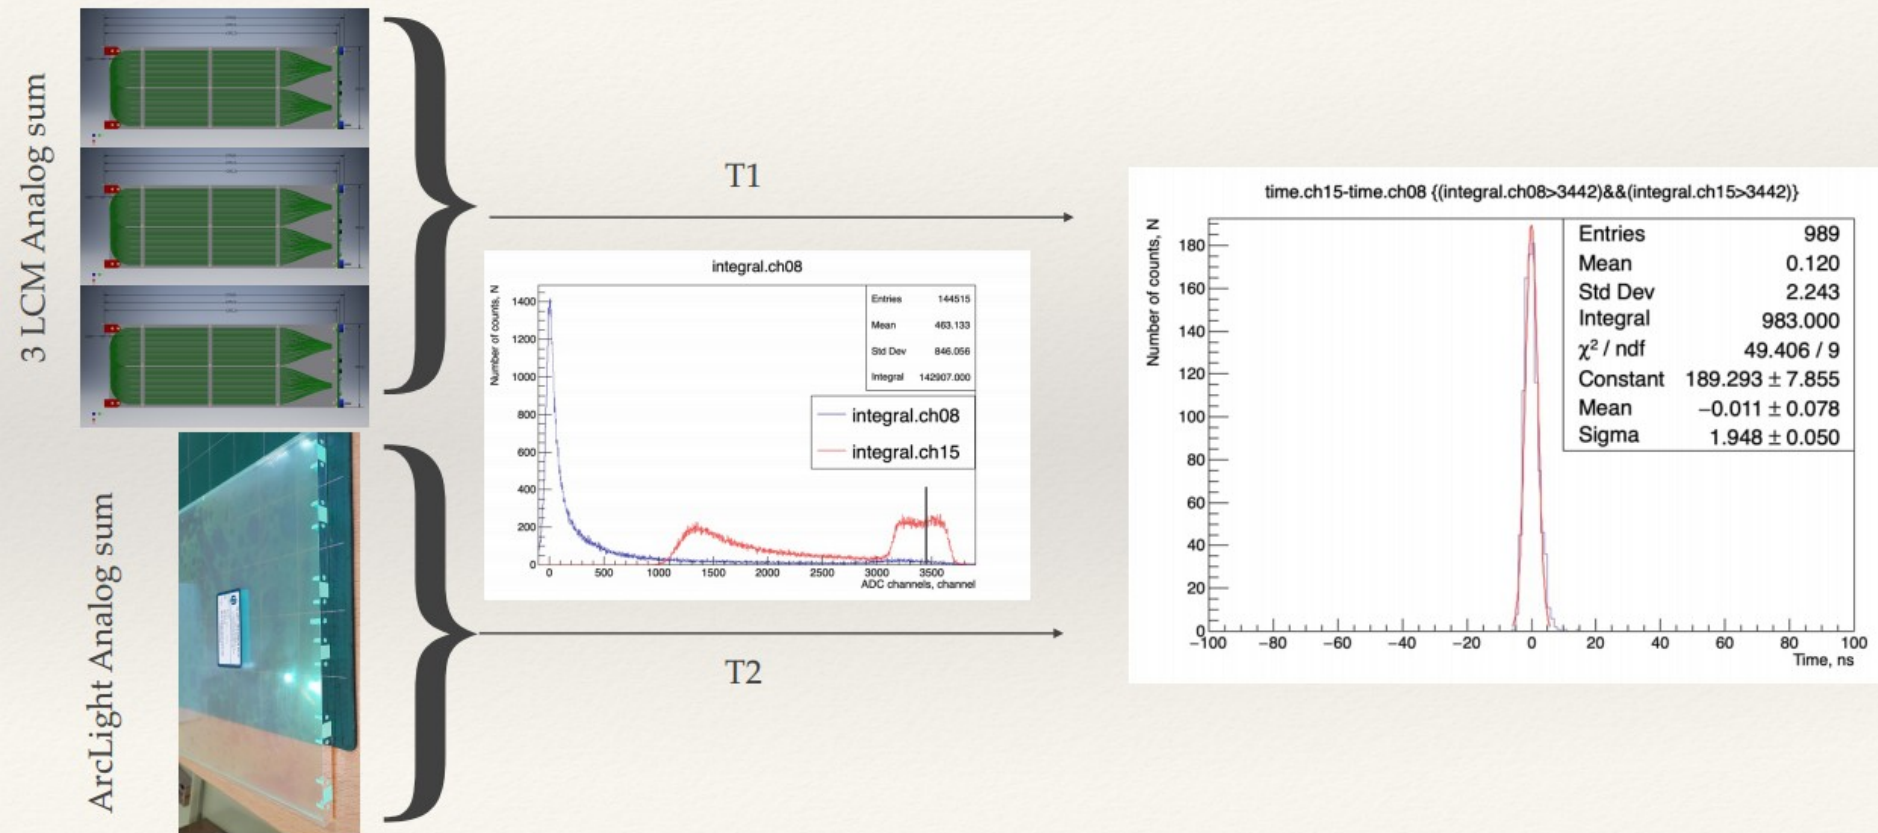 3 LCM Analog sum
ArcLight Analog sum
T1
integral.ch08
Number of counts, N
1400
1200
1000
800
600
400
200
0
Entries 144515
Mean 463.133
Std Dev 846.056
Integral 142907.000
integral.ch08
integral.ch15
0 500 1000 1500 2000 2500 3000 3500
ADC channels, channel
T2
time.ch15-time.ch08 {(integral.ch08>3442)&&(integral.ch15>3442)}
Number of counts, N
180
160
140
120
100
80
60
40
20
0
Entries 989
Mean 0.120
Std Dev 2.243
Integral 983.000
χ² / ndf 49.406 / 9
Constant 189.293 ± 7.855
Mean −0.011 ± 0.078
Sigma 1.948 ± 0.050
−100 −80 −60 −40 −20 0 20 40 60 80 100
Time, ns